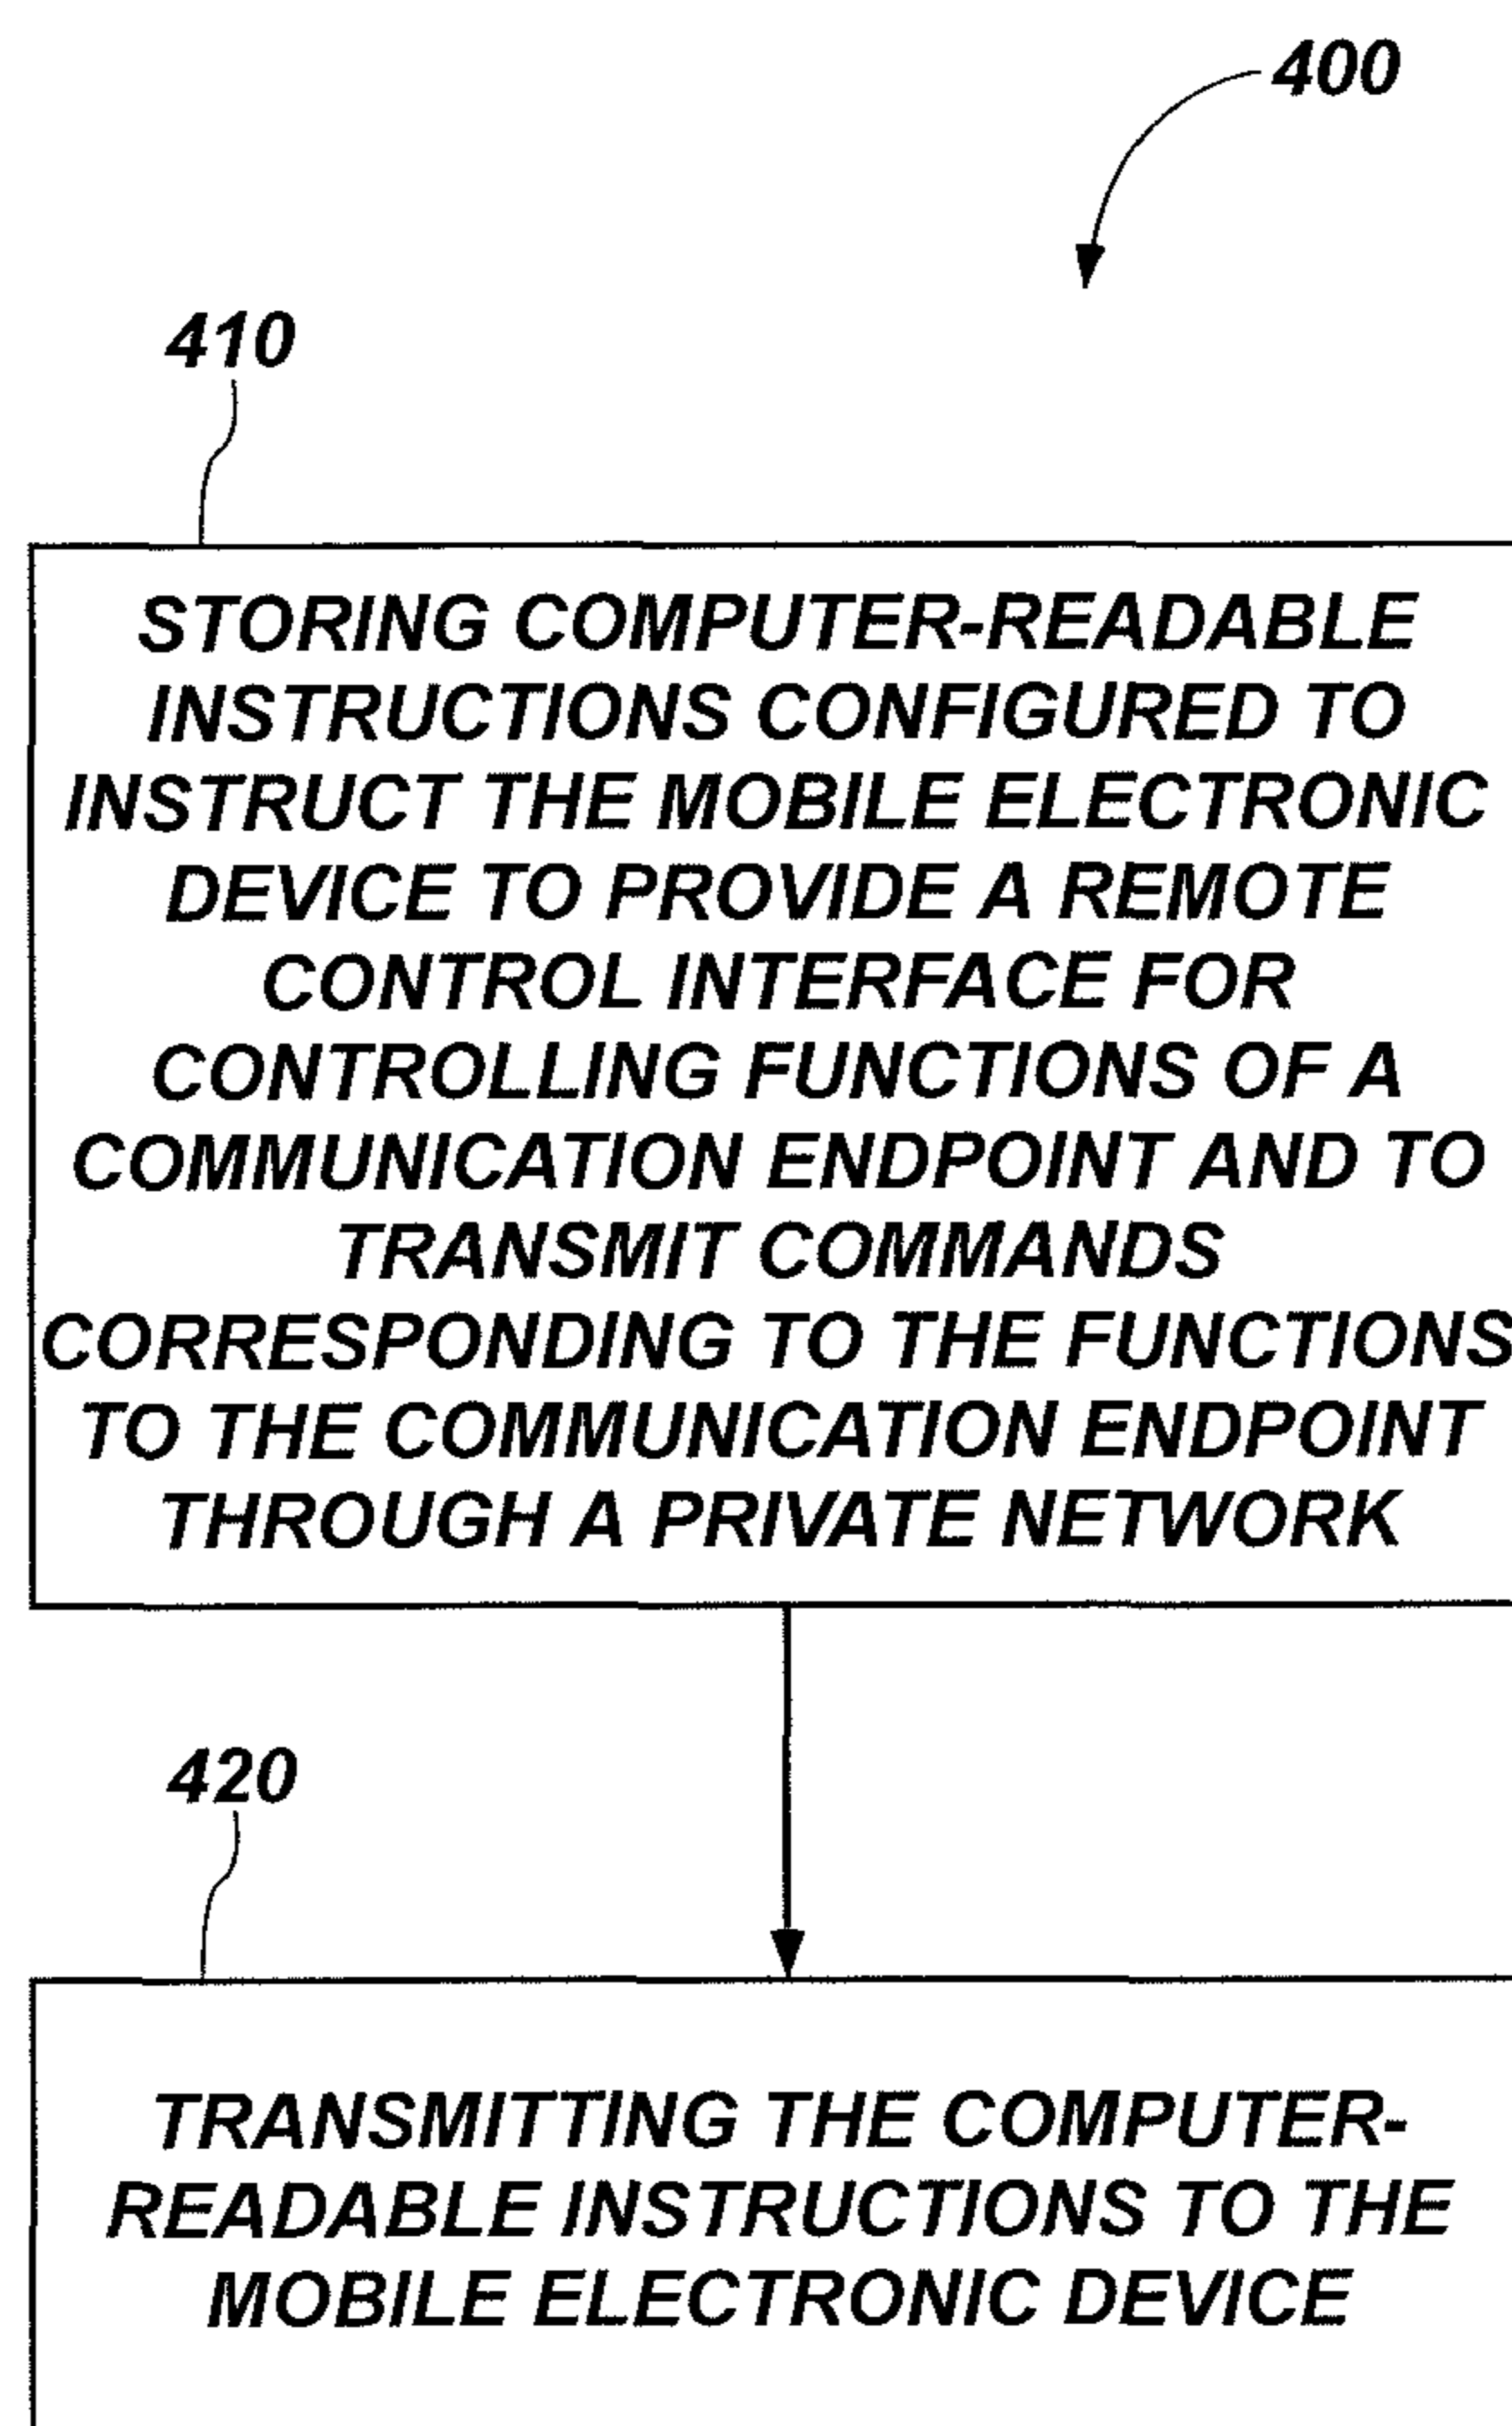 400
410
STORING COMPUTER-READABLE
INSTRUCTIONS CONFIGURED TO
INSTRUCT THE MOBILE ELECTRONIC
DEVICE TO PROVIDE A REMOTE
CONTROL INTERFACE FOR
CONTROLLING FUNCTIONS OF A
COMMUNICATION ENDPOINT AND TO
TRANSMIT COMMANDS
CORRESPONDING TO THE FUNCTIONS
TO THE COMMUNICATION ENDPOINT
THROUGH A PRIVATE NETWORK
420
TRANSMITTING THE COMPUTER-
READABLE INSTRUCTIONS TO THE
MOBILE ELECTRONIC DEVICE